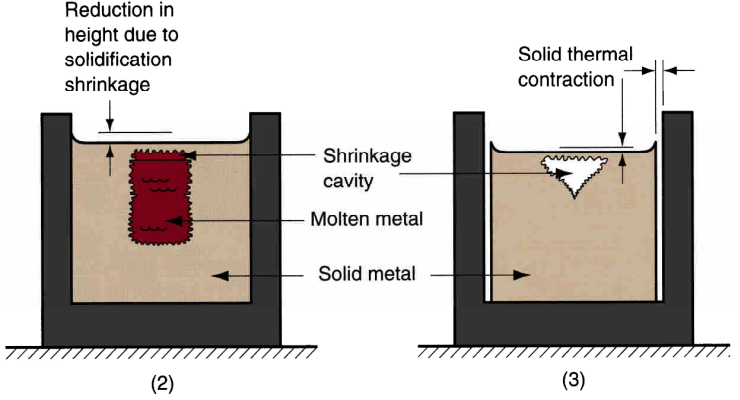 Reduction in
height due to
solidification
shrinkage
Solid thermal
contraction
Shrinkage
cavity
Molten metal
Solid metal
(2)
(3)